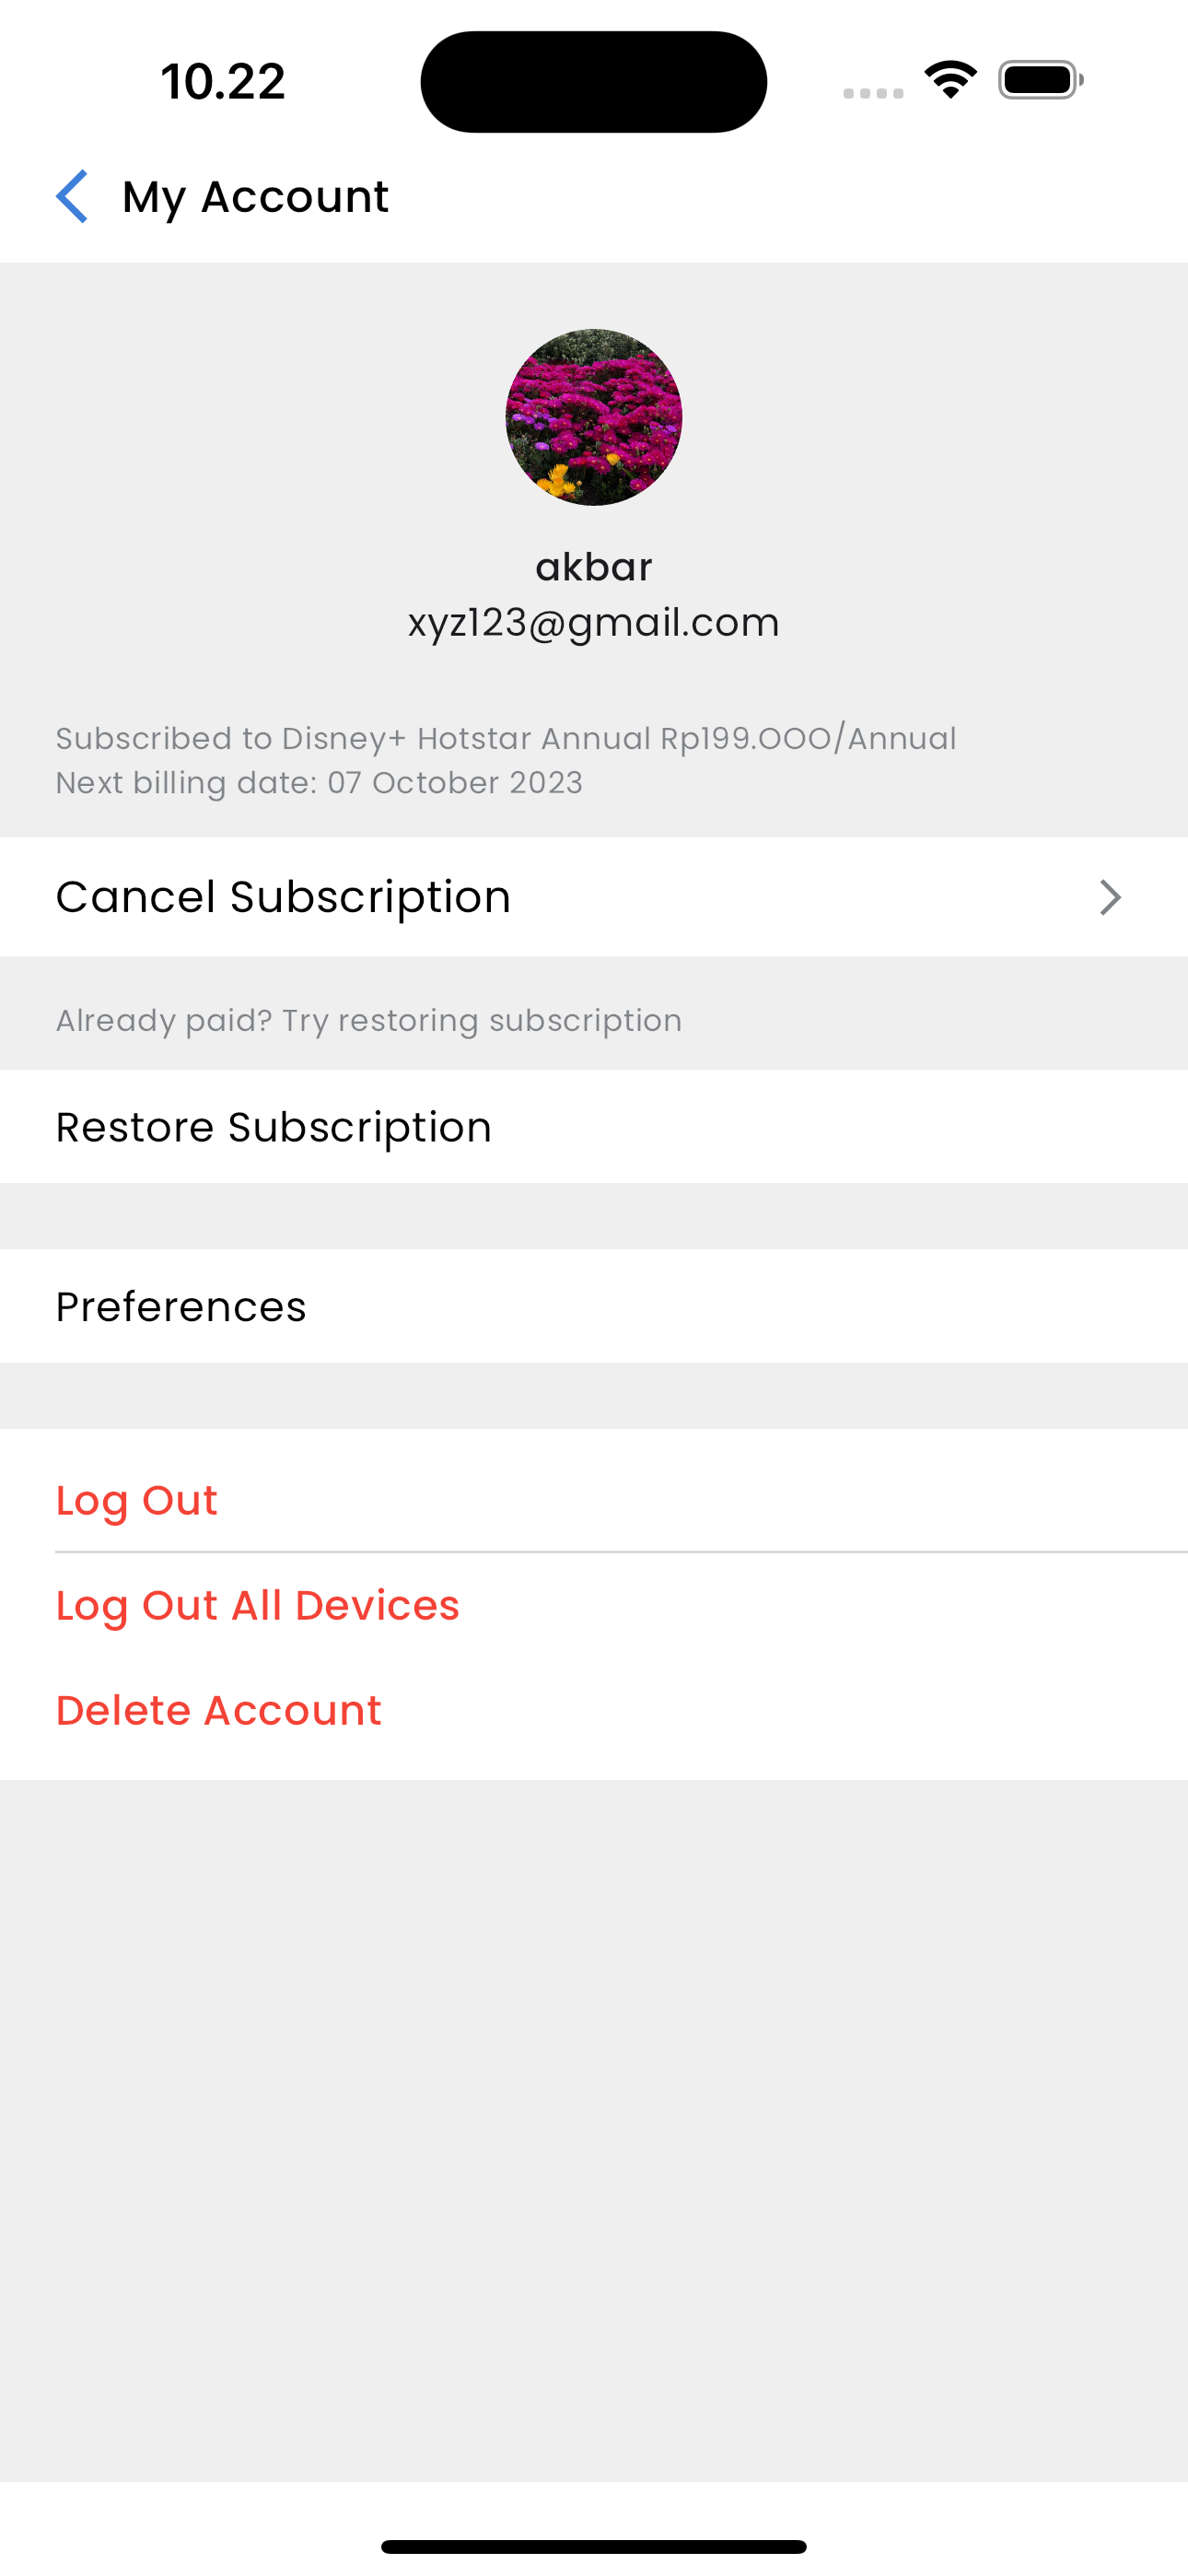 10.22
My Account
akbar
xyz123@gmail.com
Subscribed to Disney+ Hotstar Annual Rp199.OOO/Annual
Next billing date: 07 October 2023
Cancel Subscription
Already paid? Try restoring subscription
Restore Subscription
Preferences
Log Out
Log Out All Devices
Delete Account